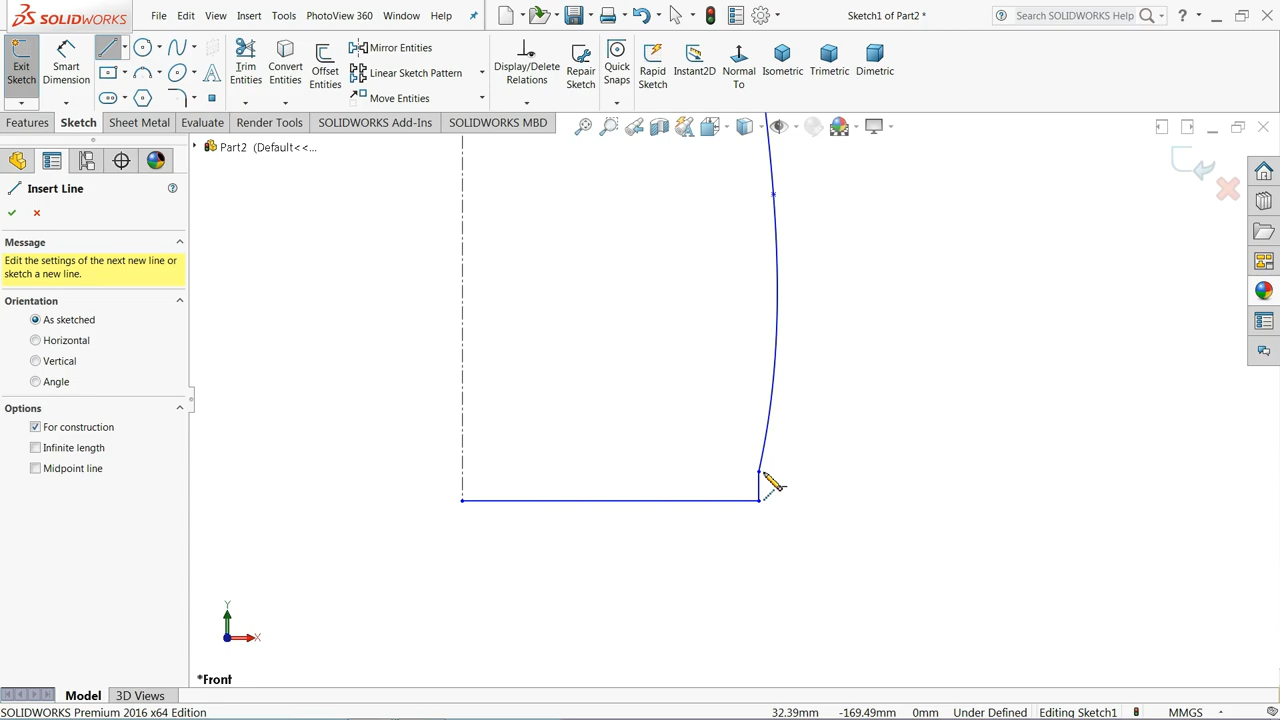 SOLIDWORKS
File
Edit
View
Insert
Tools
PhotoView 360
Window
Help
Sketch1 of Part2 *
Search SOLIDWORKS Help
?
Exit
Sketch
Smart
Dimension
Trim
Entities
Convert
Entities
Offset
Entities
Mirror Entities
Linear Sketch Pattern
Move Entities
Display/Delete
Relations
Repair
Sketch
Quick
Snaps
Rapid
Sketch
Instant2D
Normal
To
Isometric
Trimetric
Dimetric
Features
Sketch
Sheet Metal
Evaluate
Render Tools
SOLIDWORKS Add-Ins
SOLIDWORKS MBD
Part2 (Default<<...
Insert Line
?
Message
Edit the settings of the next new line or
sketch a new line.
Orientation
As sketched
Horizontal
Vertical
Angle
Options
For construction
Infinite length
Midpoint line
Y
X
*Front
Model
3D Views
SOLIDWORKS Premium 2016 x64 Edition
32.39mm
-169.49mm
0mm
Under Defined
Editing Sketch1
MMGS